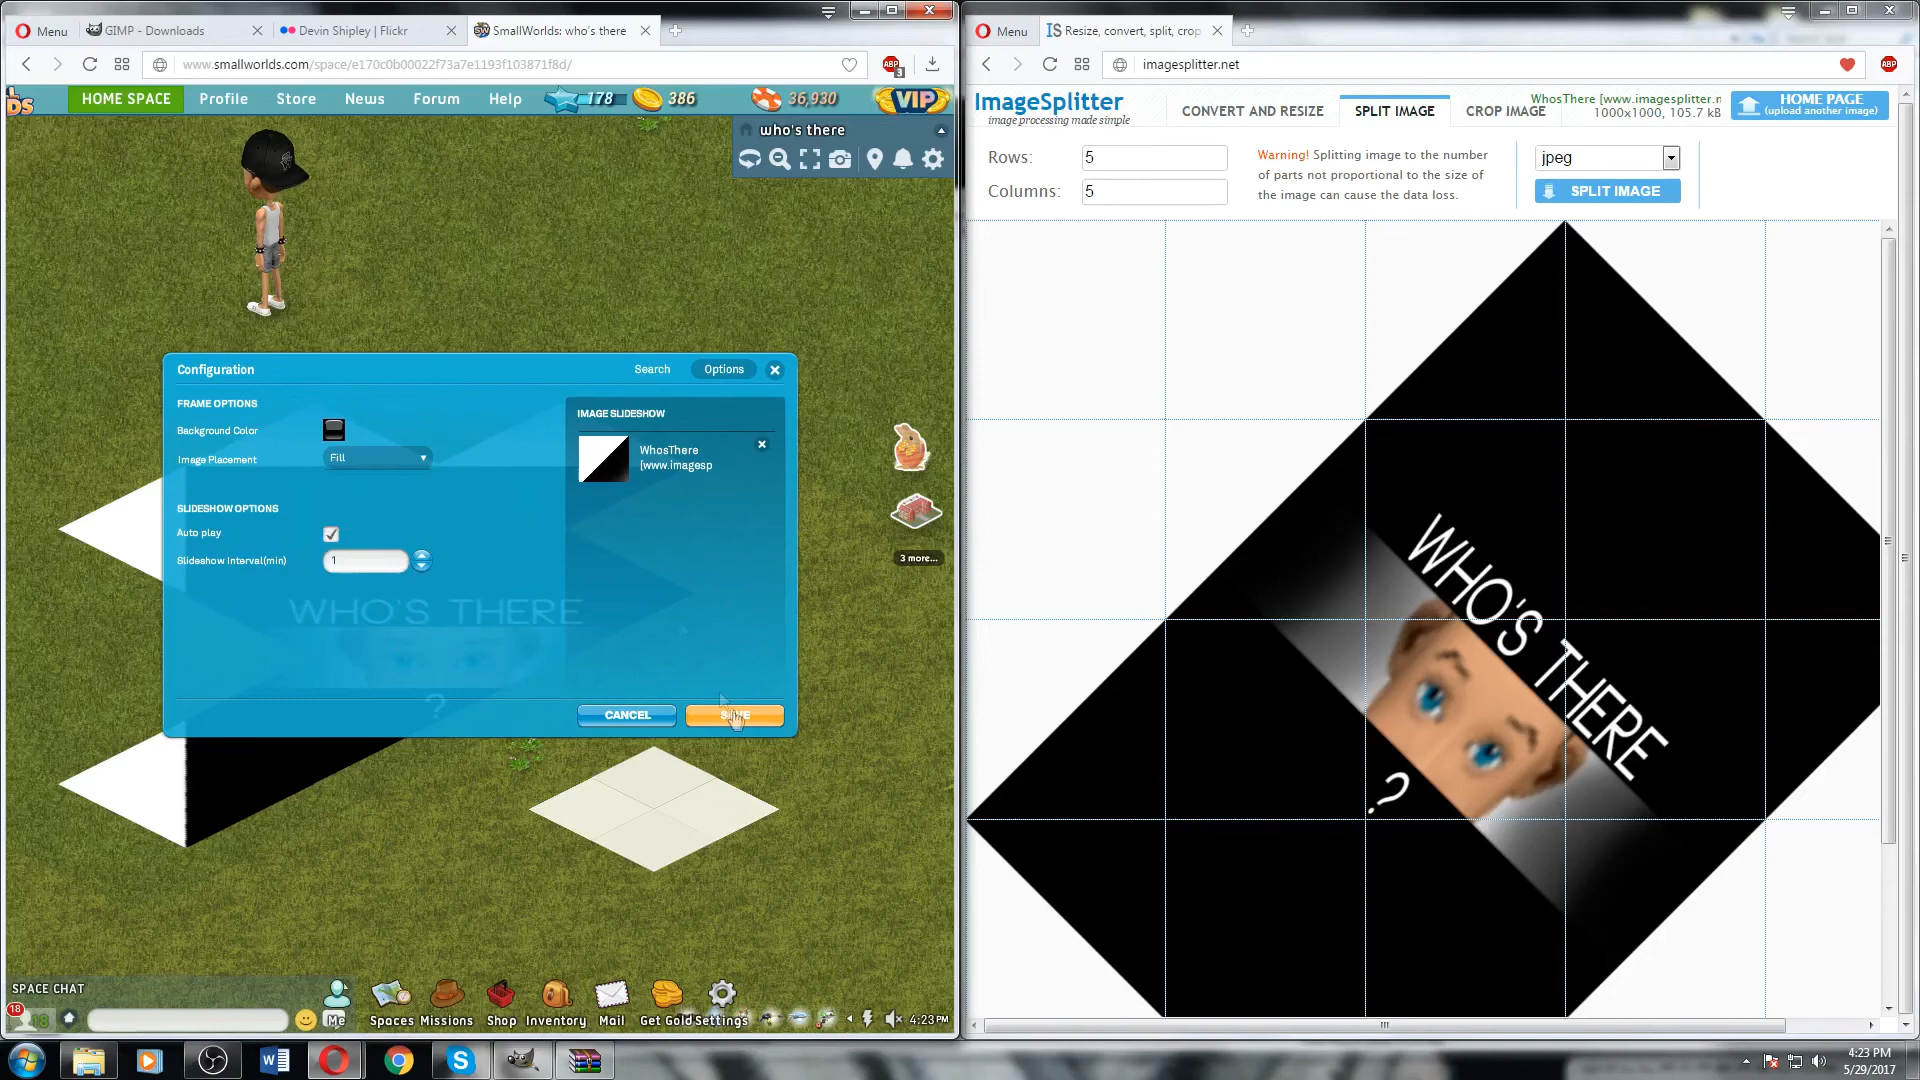 Menu
GIMP - Downloads
Devin Shipley | Flickr
SmallWorlds: who's there
www.smallworlds.com/space/e170c0b00022f73a7e1193f103871f8d/
ABP
3
HOME SPACE
Profile
Store
News
Forum
Help
178
386
36,930
VIP
who's there
Configuration
Search
Options
FRAME OPTIONS
Background Color
Image Placement
Fill
SLIDESHOW OPTIONS
Auto play
Slideshow Interval(min)
1
IMAGE SLIDESHOW
WhosThere
[www.imagesp
WHO'S THERE
?
CANCEL
SAVE
3 more...
SPACE CHAT
18
Me
Spaces
Missions
Shop
Inventory
Mail
Get Gold
Settings
4:23 PM
Menu
IS
Resize, convert, split, crop
imagesplitter.net
ABP
ImageSplitter
image processing made simple
CONVERT AND RESIZE
SPLIT IMAGE
CROP IMAGE
WhosThere [www.imagesplitter.n
1000x1000, 105.7 kB
HOME PAGE
(upload another image)
Rows:
5
Columns:
5
Warning! Splitting image to the number
of parts not proportional to the size of
the image can cause the data loss.
jpeg
SPLIT IMAGE
WHO'S THERE
?
4:23 PM
5/29/2017